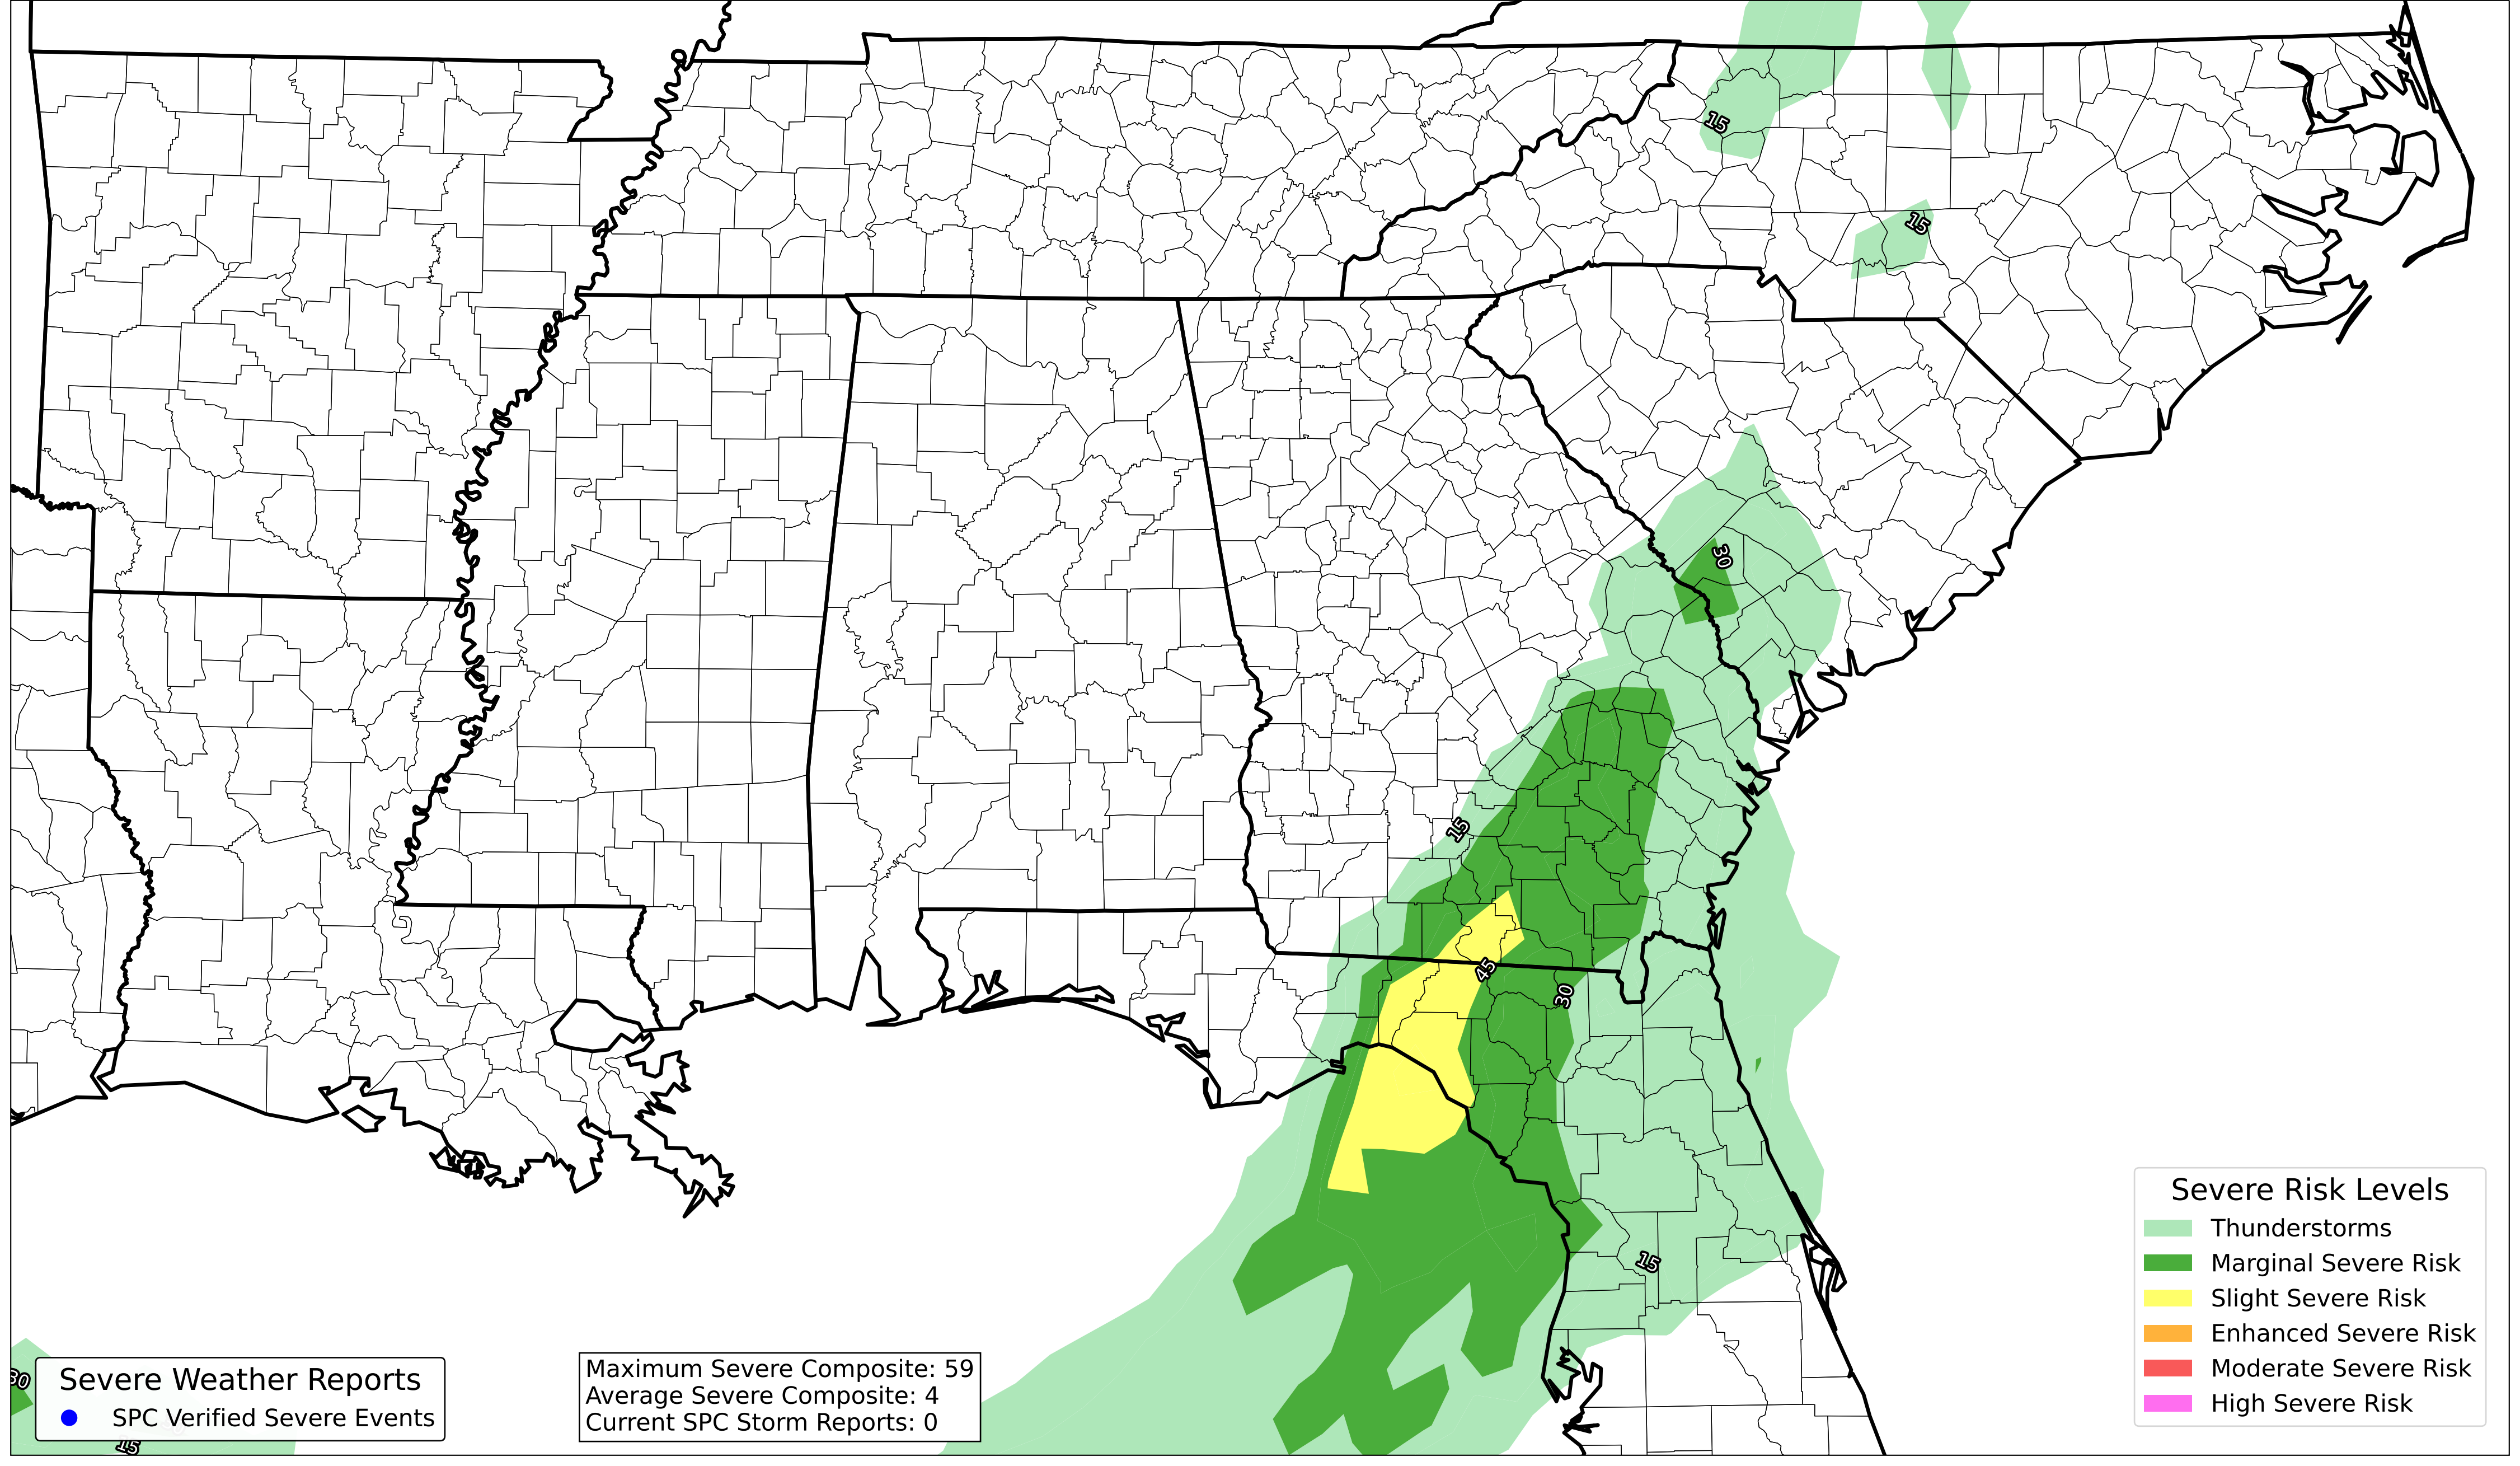 15
15
30
15
45
30
15
30
15
Severe Weather Reports
SPC Verified Severe Events
Maximum Severe Composite: 59
Average Severe Composite: 4
Current SPC Storm Reports: 0
Severe Risk Levels
Thunderstorms
Marginal Severe Risk
Slight Severe Risk
Enhanced Severe Risk
Moderate Severe Risk
High Severe Risk